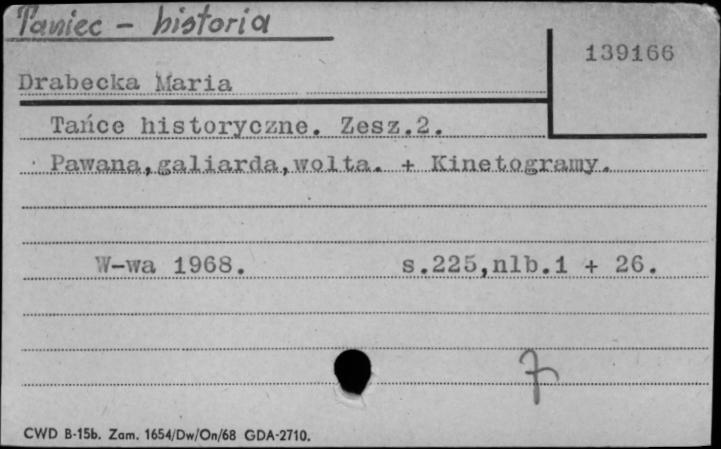 Taniec - historia
139166
Drabecka Maria
Tańce historyczne. Zesz.2.
Pawana,galiarda,wolta. + Kinetogramy.
W-wa 1968. s.225,nlb.1 + 26.
7
CWD B-15b. Zam. 1654/Dw/On/68 GDA-2710.